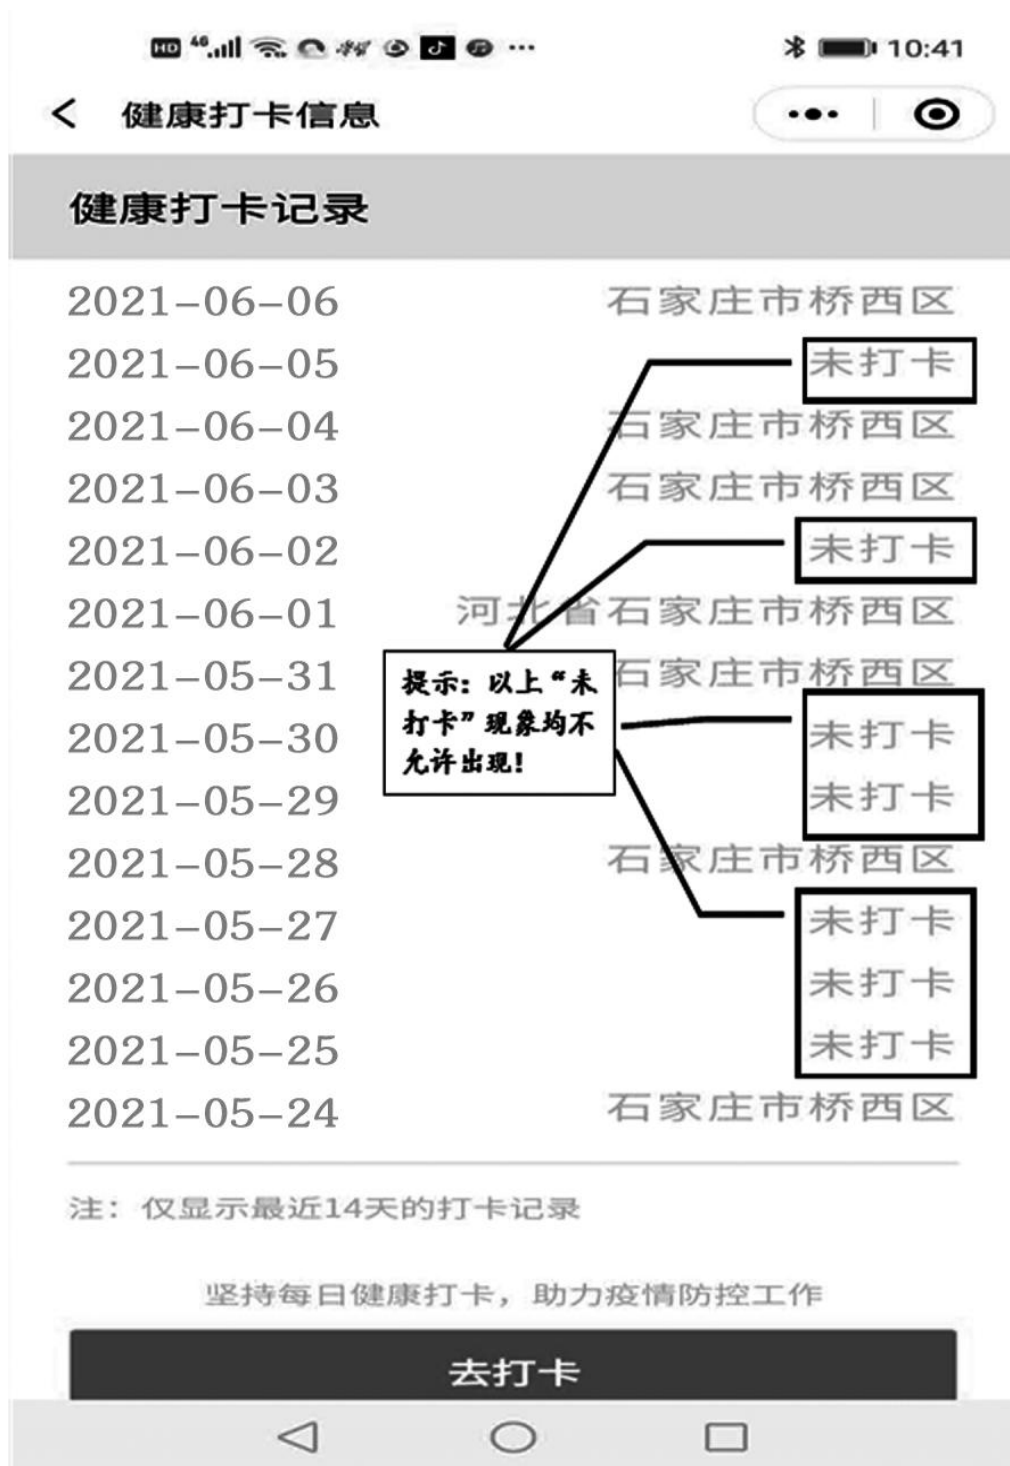 HD 4G 10:41
健康打卡信息
健康打卡记录
2021-06-06 石家庄市桥西区
2021-06-05 未打卡
2021-06-04 石家庄市桥西区
2021-06-03 石家庄市桥西区
2021-06-02 未打卡
2021-06-01 河北省石家庄市桥西区
2021-05-31 石家庄市桥西区
2021-05-30 未打卡
2021-05-29 未打卡
提示：以上“未
打卡”现象均不
允许出现！
2021-05-28 石家庄市桥西区
2021-05-27 未打卡
2021-05-26 未打卡
2021-05-25 未打卡
2021-05-24 石家庄市桥西区
注：仅显示最近14天的打卡记录
坚持每日健康打卡，助力疫情防控工作
去打卡